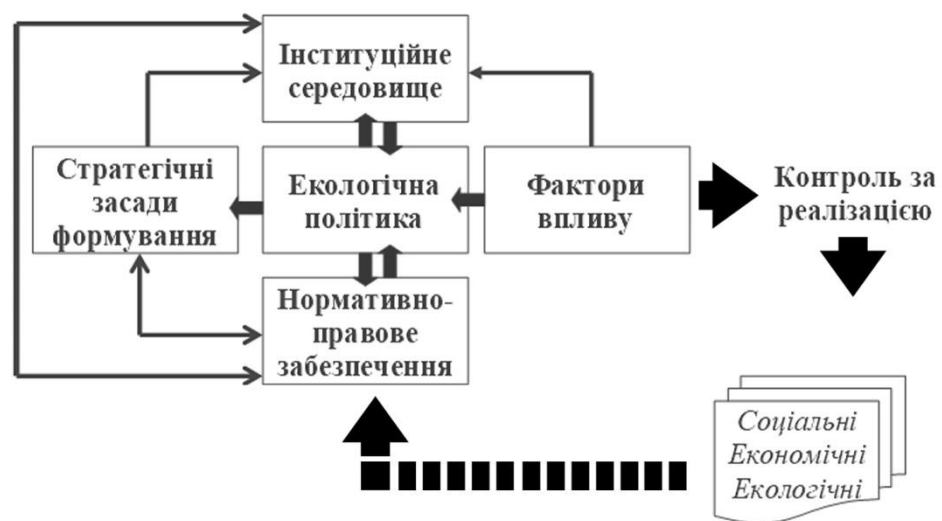 Інституційне
середовище
Стратегічні
засади
формування
Екологічна
політика
Фактори
впливу
Контроль за
реалізацією
Нормативно-
правове
забезпечення
Соціальні
Економічні
Екологічні